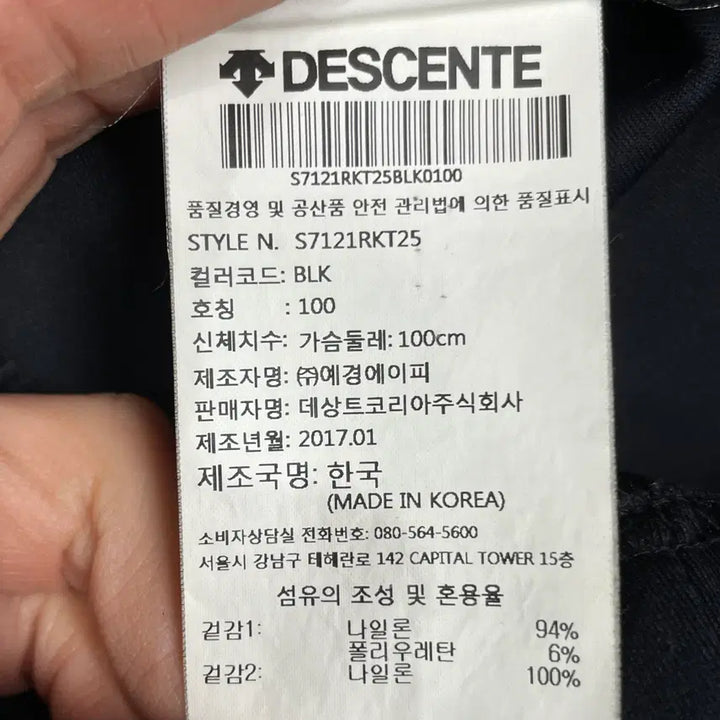 DESCENTE
S7121RKT25BLK0100
품질경영 및 공산품 안전 관리법에 의한 품질표시
STYLE N. S7121RKT25
컬러코드: BLK
호칭 : 100
신체치수: 가슴둘레: 100cm
제조자명: ㈜예경에이피
판매자명: 데상트코리아주식회사
제조년월: 2017.01
제조국명: 한국
(MADE IN KOREA)
소비자상담실 전화번호: 080-564-5600
서울시 강남구 테헤란로 142 CAPITAL TOWER 15층
섬유의 조성 및 혼용율
겉감1: 나일론 94%
폴리우레탄 6%
겉감2: 나일론 100%